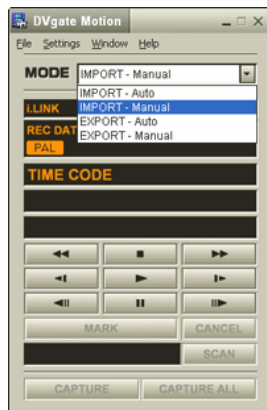 DVgate Motion
File Settings Window Help
MODE IMPORT - Manual
IMPORT - Auto
i.LINK IMPORT - Manual
EXPORT - Auto
REC DAT EXPORT - Manual
PAL
TIME CODE
MARK CANCEL
SCAN
CAPTURE CAPTURE ALL